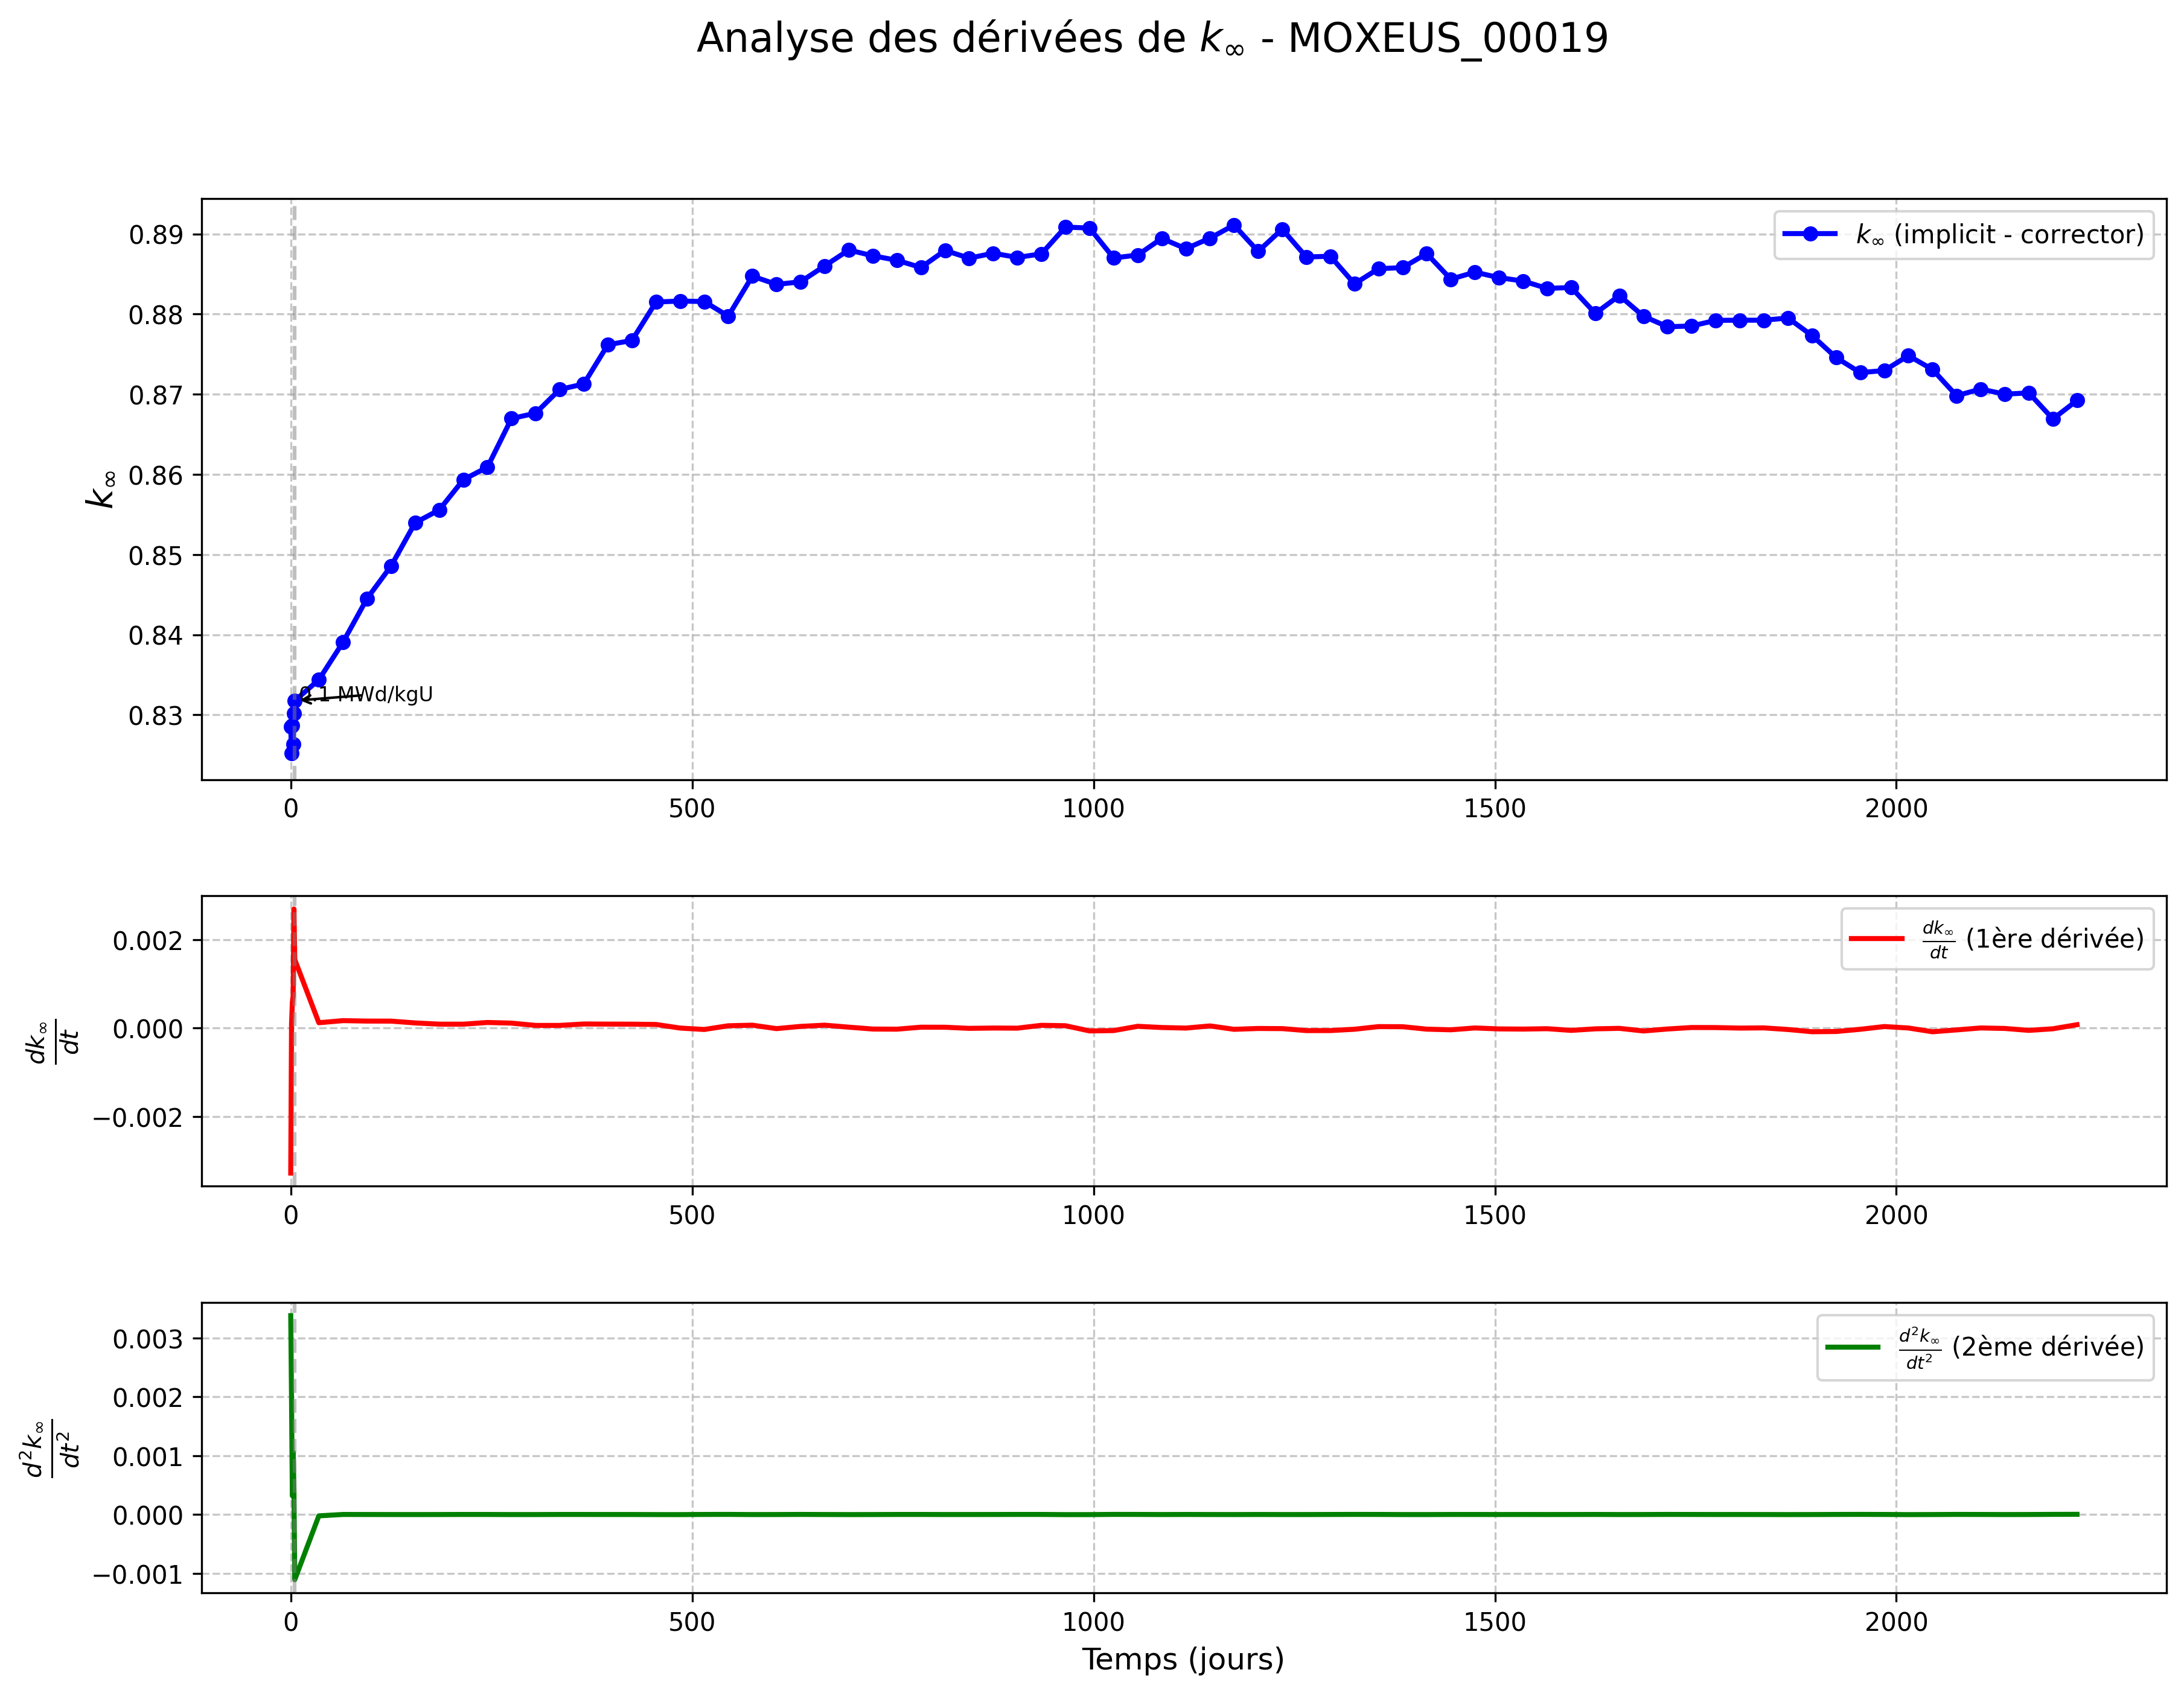 Analyse des dérivées de k∞ - MOXEUS_00019
k∞
0.89
0.88
0.87
0.86
0.85
0.84
0.83
k∞ (implicit - corrector)
0.1 MWd/kgU
0 500 1000 1500 2000
dk∞/dt
0.002
0.000
−0.002
dk∞/dt (1ère dérivée)
0 500 1000 1500 2000
d²k∞/dt²
0.003
0.002
0.001
0.000
−0.001
d²k∞/dt² (2ème dérivée)
0 500 1000 1500 2000
Temps (jours)